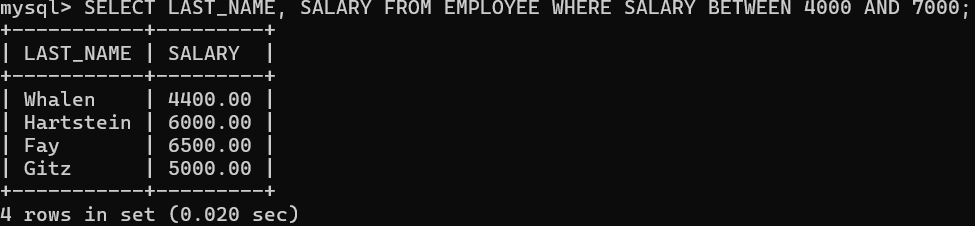 mysql> SELECT LAST_NAME, SALARY FROM EMPLOYEE WHERE SALARY BETWEEN 4000 AND 7000;
+-----------+---------+
| LAST_NAME | SALARY  |
+-----------+---------+
| Whalen    | 4400.00 |
| Hartstein | 6000.00 |
| Fay       | 6500.00 |
| Gitz      | 5000.00 |
+-----------+---------+
4 rows in set (0.020 sec)